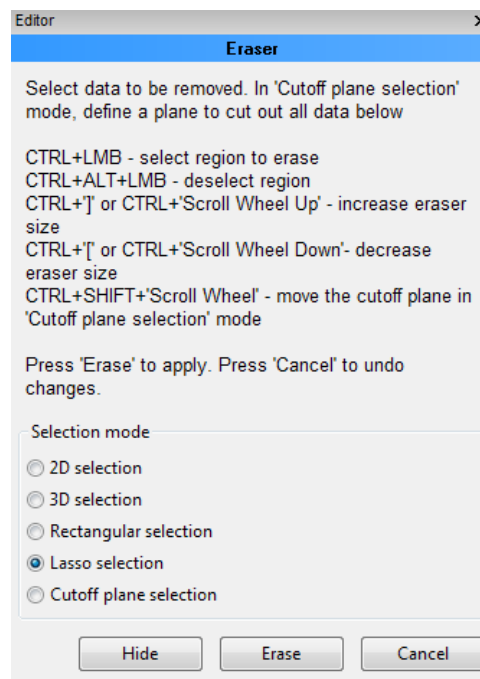 Editor
Eraser
Select data to be removed. In 'Cutoff plane selection'
mode, define a plane to cut out all data below
CTRL+LMB - select region to erase
CTRL+ALT+LMB - deselect region
CTRL+']' or CTRL+'Scroll Wheel Up' - increase eraser
size
CTRL+'[' or CTRL+'Scroll Wheel Down'- decrease
eraser size
CTRL+SHIFT+'Scroll Wheel' - move the cutoff plane in
'Cutoff plane selection' mode
Press 'Erase' to apply. Press 'Cancel' to undo
changes.
Selection mode
2D selection
3D selection
Rectangular selection
Lasso selection
Cutoff plane selection
Hide Erase Cancel